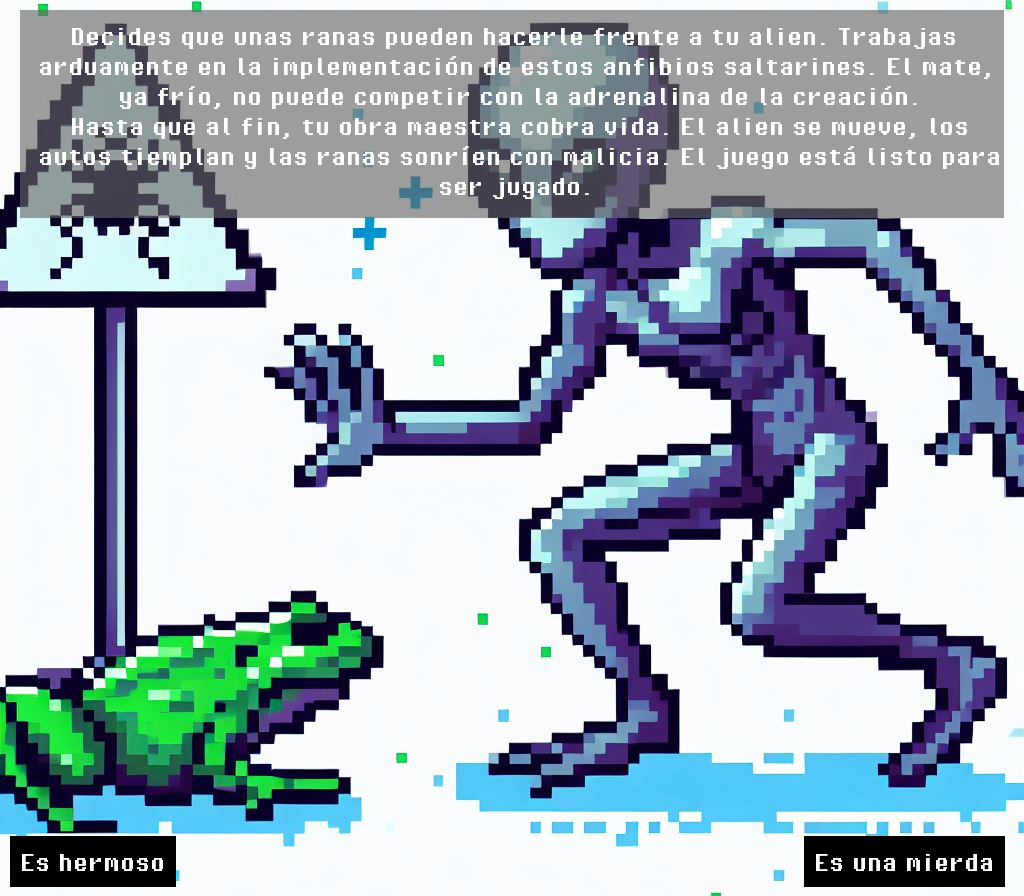 Decides que unas ranas pueden hacerle frente a tu alien. Trabajas
arduamente en la implementación de estos anfibios saltarines. El mate,
ya frío, no puede competir con la adrenalina de la creación.
Hasta que al fin, tu obra maestra cobra vida. El alien se mueve, los
autos tiemplan y las ranas sonríen con malicia. El juego está listo para
ser jugado.
Es hermoso
Es una mierda